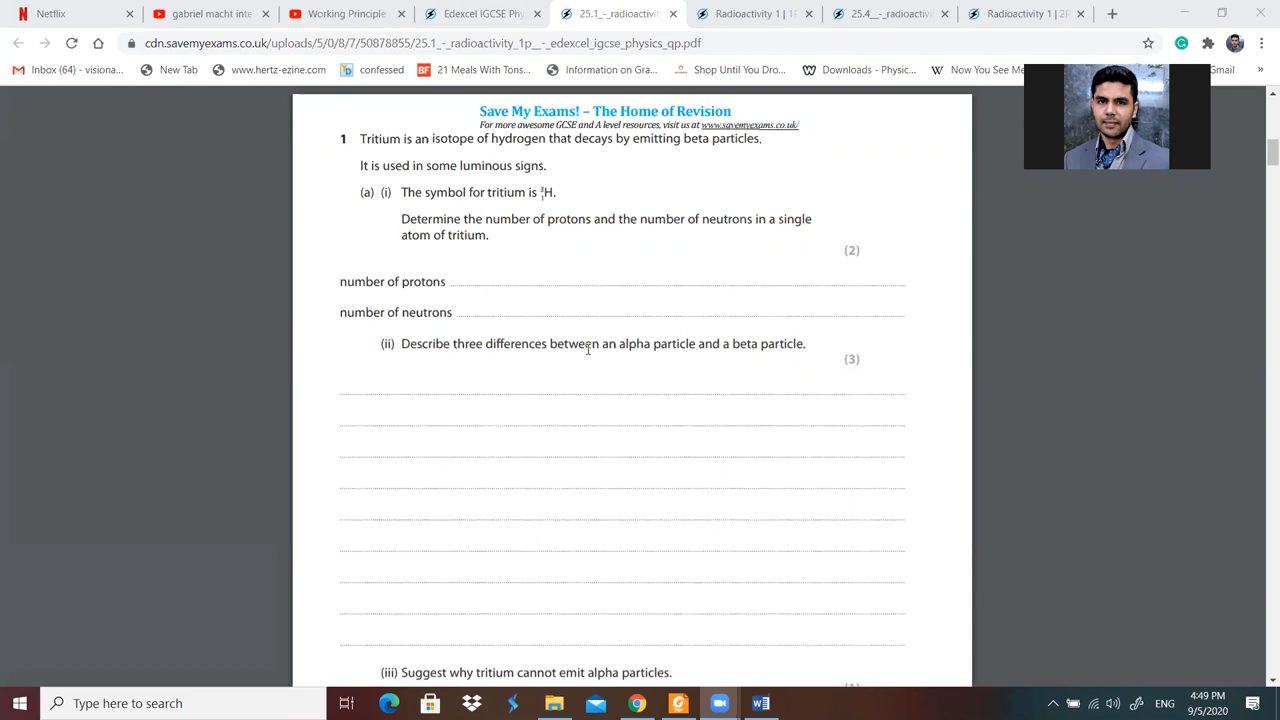 Netflix
gabriel macht inte
Working Principle
Edexcel IGCSE Phy
25.1_-_radioactivity
Radioactivity 1 | 1P
25.4__-_radioactivi
Radioactivity 1 | 2P
cdn.savemyexams.co.uk/uploads/5/0/8/7/50878855/25.1_-_radioactivity_1p__-_edexcel_igcse_physics_qp.pdf
Inbox (64) - visiona...
New Tab
www.hertz-ezine.com
confessed
BF
21 Meals With Tens...
Information on Gra...
Shop Until You Dro...
Downloads - Physic...
Now You See Me
Gmail
»
Save My Exams! – The Home of Revision
For more awesome GCSE and A level resources, visit us at www.savemyexams.co.uk/
1 Tritium is an isotope of hydrogen that decays by emitting beta particles.
It is used in some luminous signs.
(a) (i) The symbol for tritium is ³₁H.
Determine the number of protons and the number of neutrons in a single
atom of tritium.
(2)
number of protons
number of neutrons
(ii) Describe three differences between an alpha particle and a beta particle.
(3)
(iii) Suggest why tritium cannot emit alpha particles.
(1)
Type here to search
ENG
4:49 PM
9/5/2020